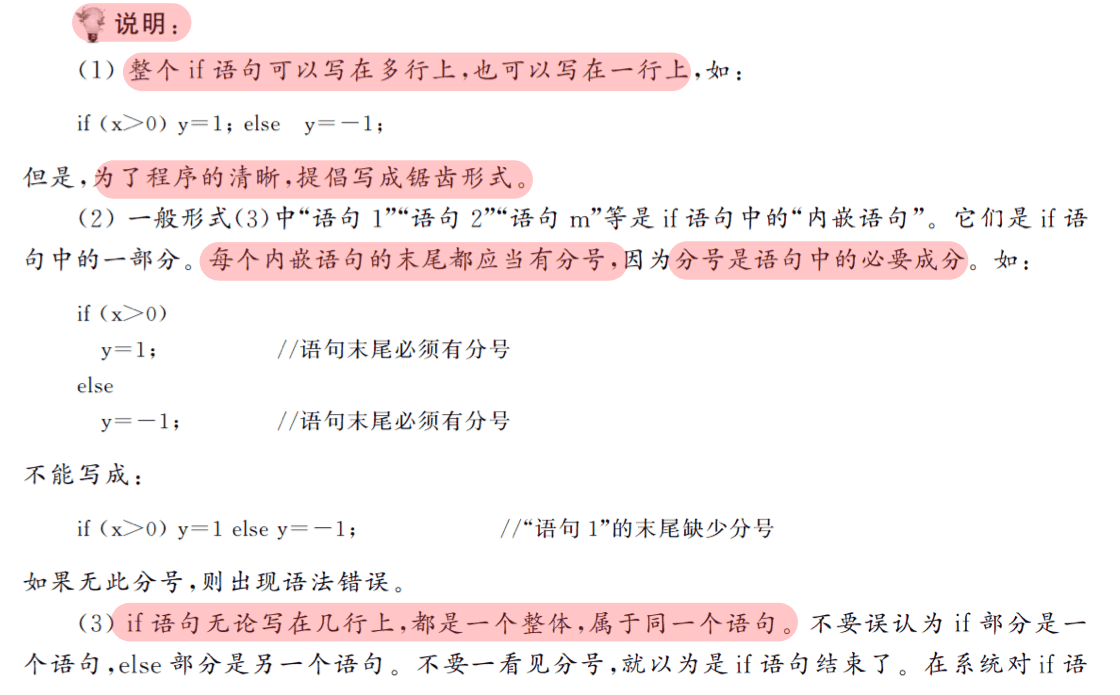 说明：
（1）整个 if 语句可以写在多行上，也可以写在一行上，如：
if (x>0) y=1; else  y=-1;
但是，为了程序的清晰，提倡写成锯齿形式。
（2）一般形式(3)中“语句 1”“语句 2”“语句 m”等是 if 语句中的“内嵌语句”。它们是 if 语
句中的一部分。每个内嵌语句的末尾都应当有分号，因为分号是语句中的必要成分。如：
if (x>0)
y=1; //语句末尾必须有分号
else
y=-1; //语句末尾必须有分号
不能写成：
if (x>0) y=1 else y=-1; //“语句 1”的末尾缺少分号
如果无此分号，则出现语法错误。
（3）if 语句无论写在几行上，都是一个整体，属于同一个语句。不要误认为 if 部分是一
个语句，else 部分是另一个语句。不要一看见分号，就以为是 if 语句结束了。在系统对 if 语